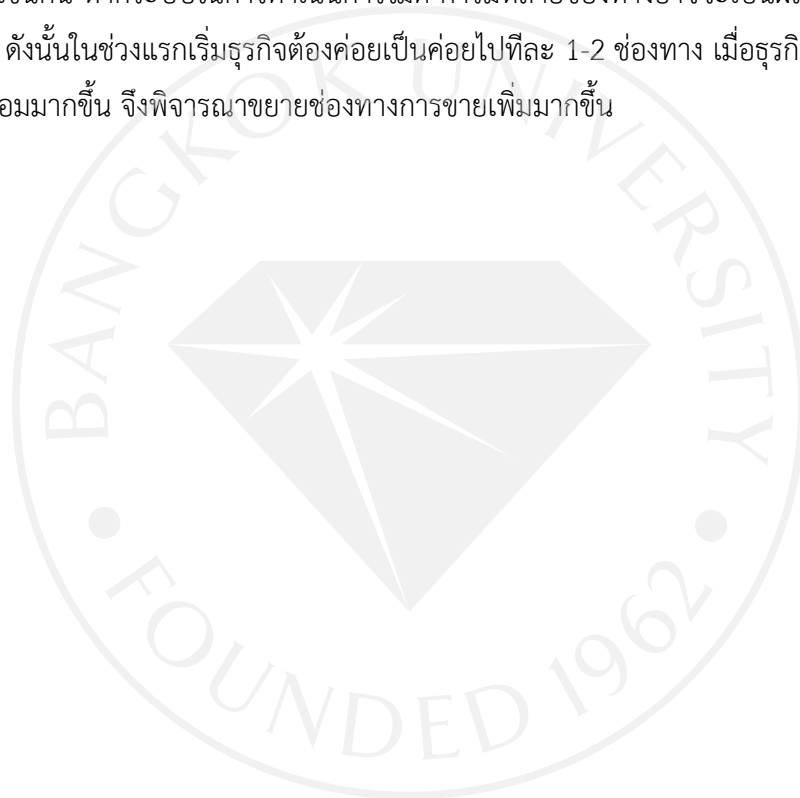 ดังนั้นในช่วงแรกเริ่มธุรกิจต้องค่อยเป็นค่อยไปทีละ 1-2 ช่องทาง เมื่อธุรกิ
อมมากขึ้น จึงพิจารณาขยายช่องทางการขายเพิ่มมากขึ้น
BANGKOK UNIVERSITY
FOUNDED 1962